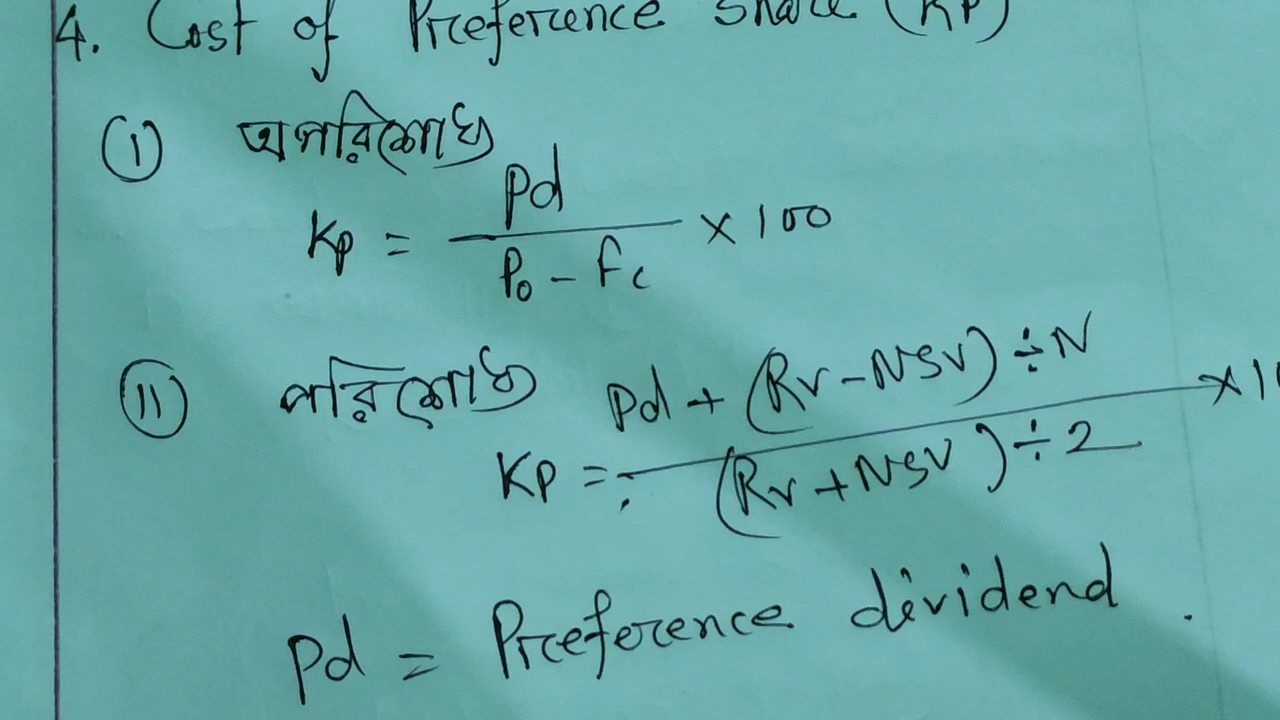 4. Cost of Preference Share (Kp)
(i) অপরিশোধ্য
Kp = Pd / P₀ - Fc × 100
(ii) পরিশোধ্য
Kp = Pd + (Rv - NSV) ÷ N / (Rv + NSV) ÷ 2 × 10
Pd = Preference dividend.